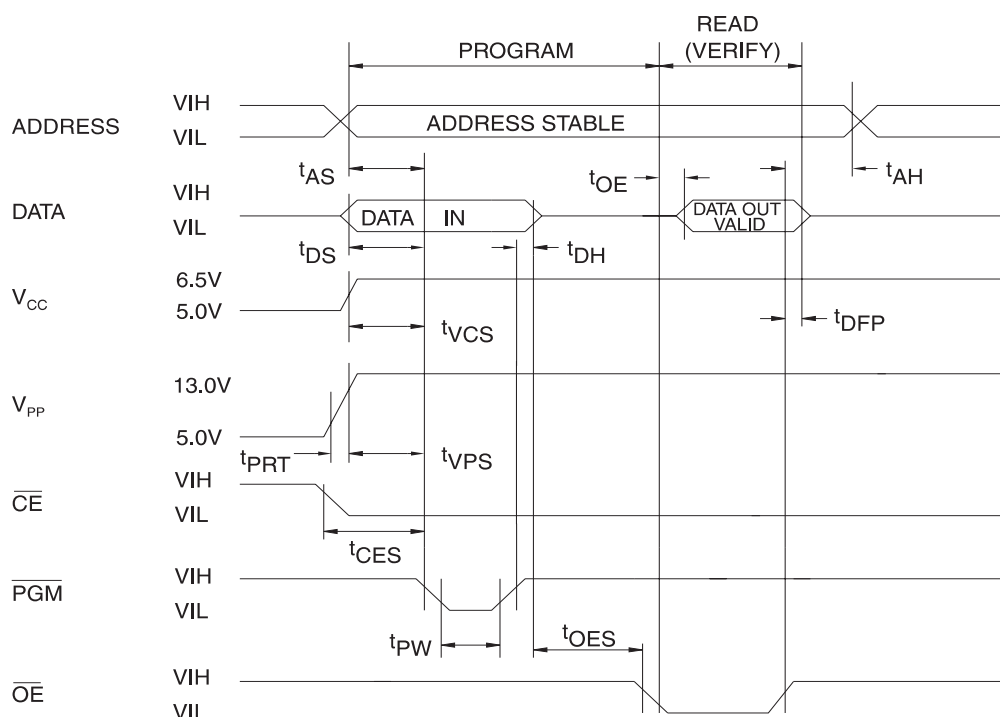 READ
PROGRAM (VERIFY)
ADDRESS VIH
VIL ADDRESS STABLE
tAS tOE tAH
DATA VIH
VIL DATA IN DATA OUT
VALID
tDS tDH
VCC 6.5V
5.0V
tVCS tDFP
VPP 13.0V
5.0V
tPRT tVPS
CE VIH
VIL
tCES
PGM VIH
VIL
tPW tOES
OE VIH
VIL